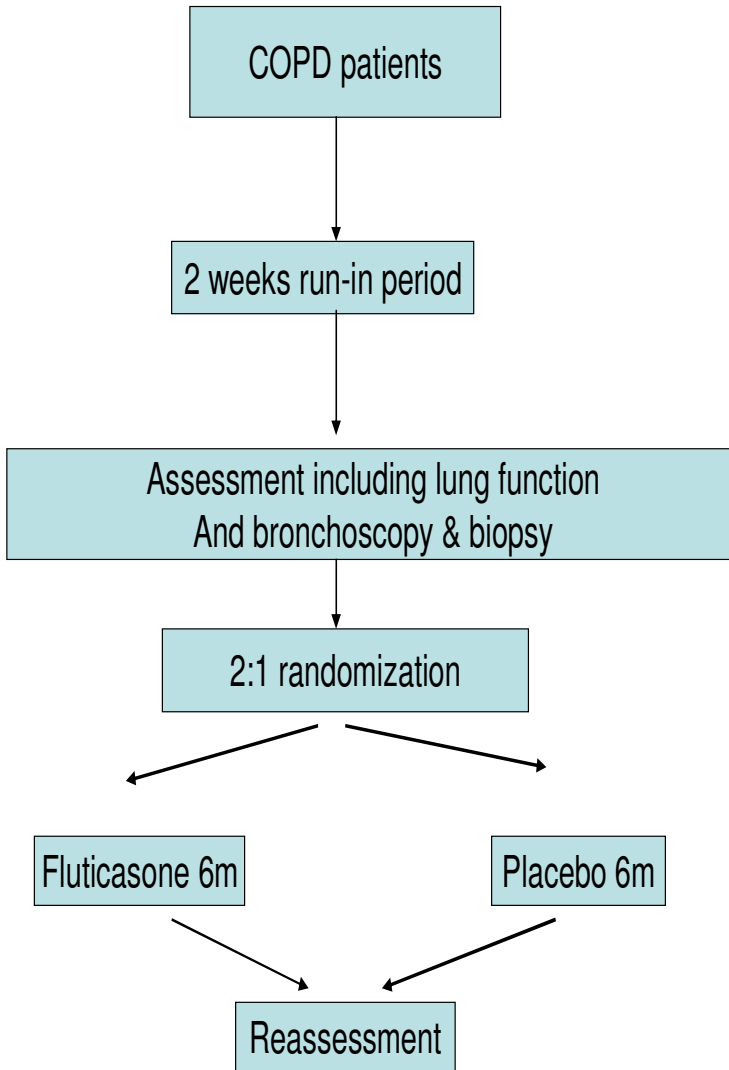 COPD patients
2 weeks run-in period
Assessment including lung function
And bronchoscopy & biopsy
2:1 randomization
Fluticasone 6m
Placebo 6m
Reassessment